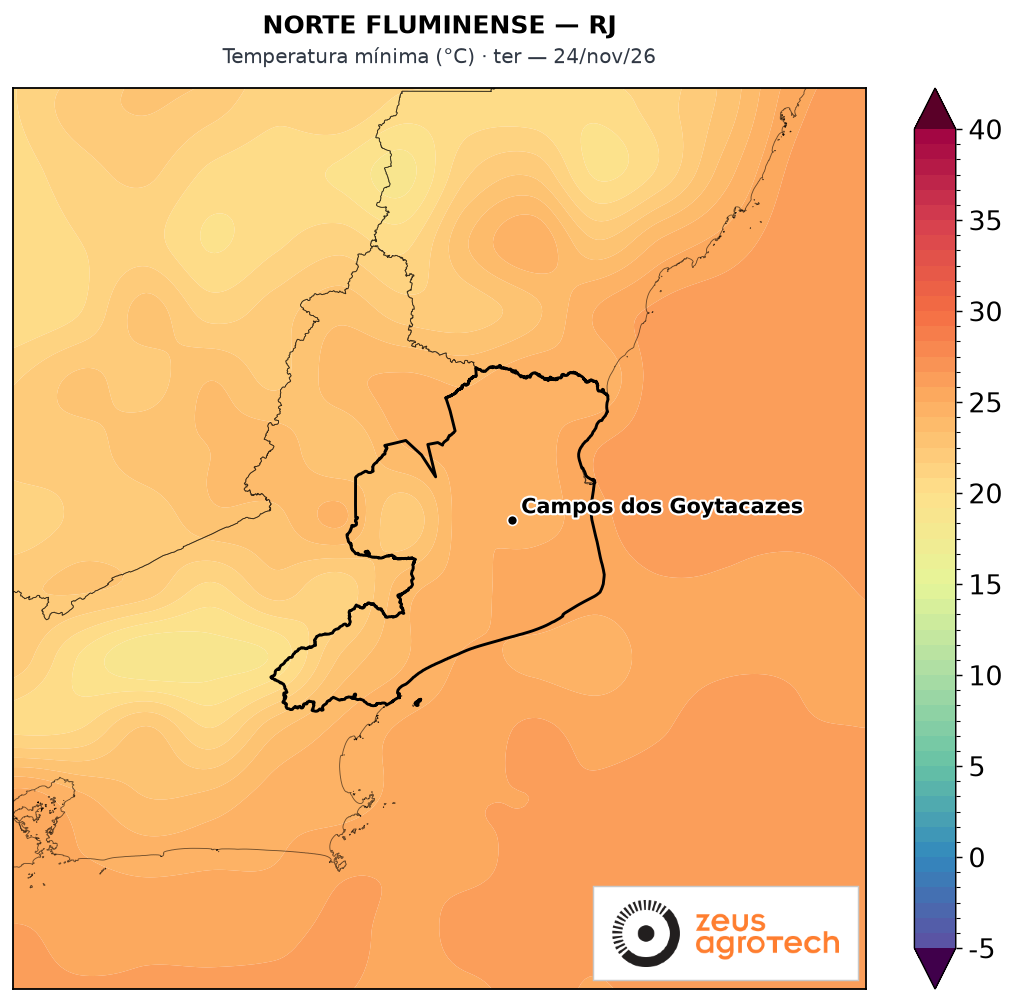 NORTE FLUMINENSE — RJ
Temperatura mínima (°C) · ter — 24/nov/26
Campos dos Goytacazes
40
35
30
25
20
15
10
5
0
-5
zeus
agrotech